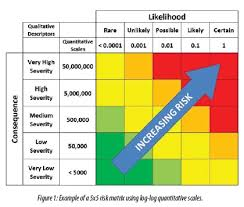 Likelihood
Qualitative Descriptors
Rare Unlikely Possible Likely Certain
Quantitative Scales
< 0.0001 0.001 0.01 0.1 1
Consequence
Very High Severity 50,000,000
High Severity 5,000,000
Medium Severity 500,000
Low Severity 50,000
Very Low Severity < 5000
INCREASING RISK
Figure 1: Example of a 5x5 risk matrix using log-log quantitative scales.